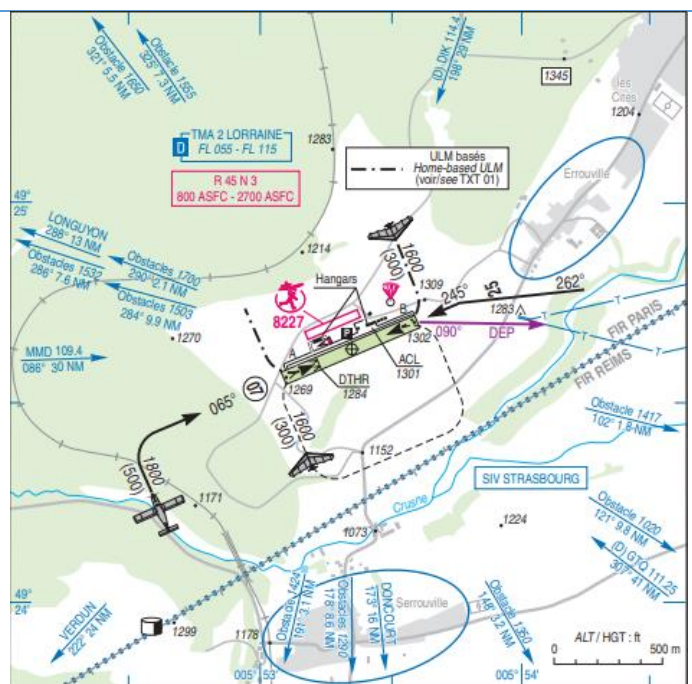 Obstacle 1650
321° 5.5 NM
Obstacle 1555
325° 7.3 NM
(D) DIK 114.4
198° 29 NM
1345
les
Cités
1204
D
TMA 2 LORRAINE
FL 055 - FL 115
1283
R 45 N 3
800 ASFC - 2700 ASFC
ULM basés
Home-based ULM
(voir/see TXT 01)
Errouville
49°
25'
LONGUYON
288° 13 NM
Obstacles 1532
286° 7.6 NM
Obstacles 1700
290° 2.1 NM
Obstacles 1503
284° 9.9 NM
1214
1600
(300)
Hangars
8227
1309
245°
25
1283
262°
B
1302
090°
DEP
T
T
FIR PARIS
FIR REIMS
1270
MMD 109.4
086° 30 NM
P
A
ACL
1301
DTHR
1284
1269
07
065°
1600
(300)
Obstacle 1417
102° 1.8 NM
1800
(500)
1152
SIV STRASBOURG
1171
Crusne
1224
Obstacle 1020
121° 9.8 NM
(D) GTQ 111.25
307° 41 NM
1073
49°
24'
VERDUN
222° 24 NM
1299
1178
Obstacle 1424
191° 3.1 NM
Obstacles 1290
178° 8.6 NM
DONCOURT
173° 16 NM
Serrouville
Obstacle 1350
148° 3.2 NM
ALT / HGT : ft
0
500 m
005° 53'
005° 54'